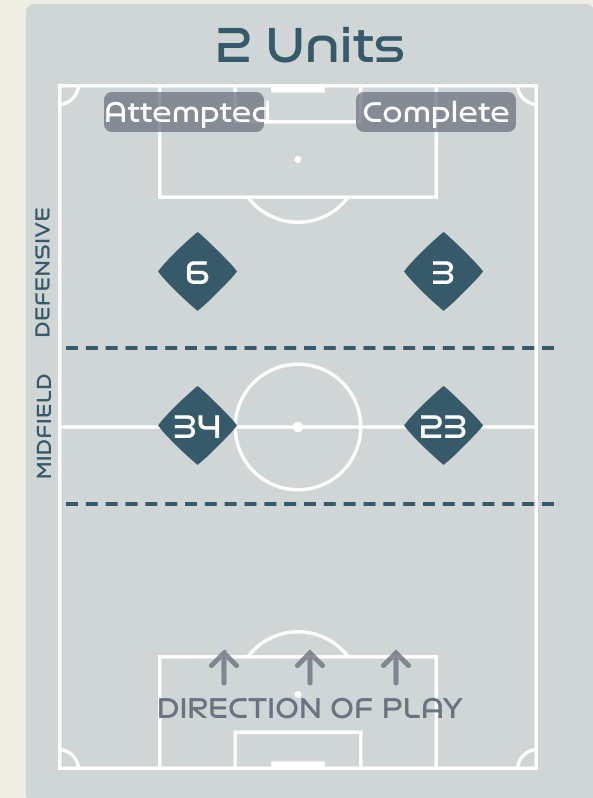 2 Units
Attempted Complete
DEFENSIVE
6 3
MIDFIELD
34 23
DIRECTION OF PLAY